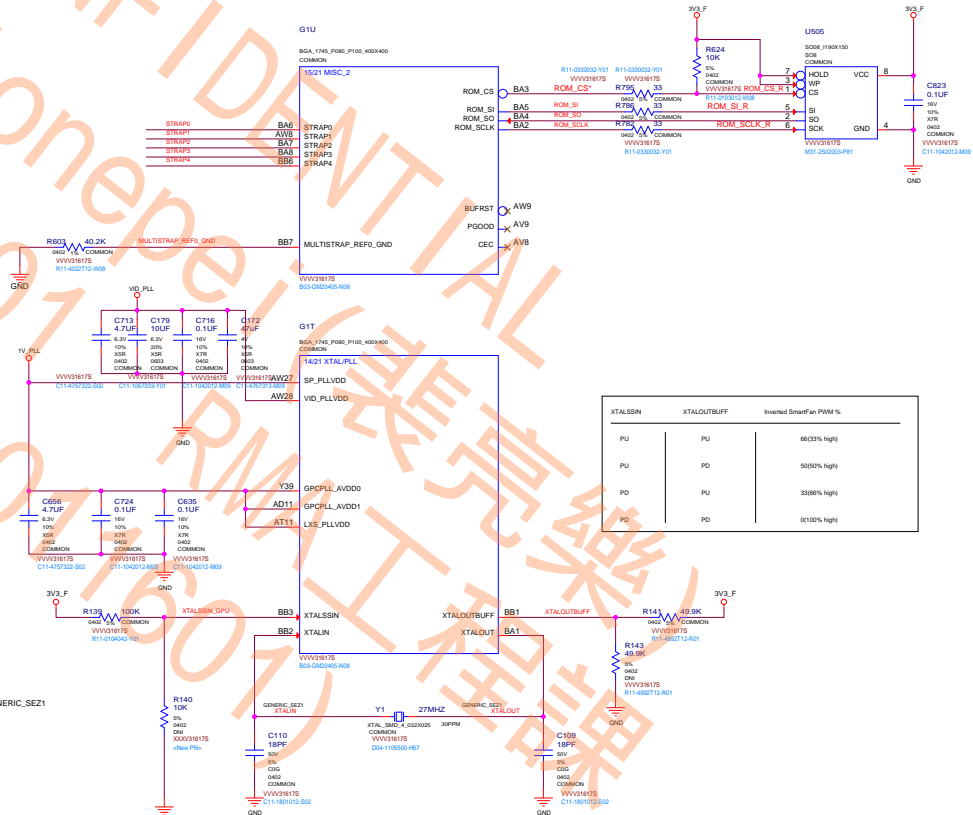 3V3_F
3V3_F
G1U
BGA_1745_P080_P100_400X400
COMMON
15/21 MISC_2
ROM_CS
BA3
ROM_CS*
ROM_SI
BA5
ROM_SI
ROM_SO
BA4
ROM_SO
ROM_SCLK
BA2
ROM_SCLK
R11-0330032-Y01
R11-0330032-Y01
R795
33
0402
5%
COMMON
R786
33
0402
5%
COMMON
R782
33
0402
5%
COMMON
VVVV31617S
R11-0330032-Y01
R624
10K
5%
0402
COMMON
VVVV31617S
R11-0103012-W08
ROM_CS_R
ROM_SI_R
ROM_SCLK_R
U505
SO08_I190X150
SO8
COMMON
7
HOLD
3
WP
1
CS
5
SI
2
SO
6
SCK
VCC
8
GND
4
VVVV31617S
M31-2502003-P61
C823
0.1UF
16V
10%
X7R
0402
COMMON
VVVV31617S
C11-1042012-M09
GND
STRAP0
BA6
STRAP0
STRAP1
AW8
STRAP1
STRAP2
BA7
STRAP2
STRAP3
BA8
STRAP3
STRAP4
BB6
STRAP4
BUFRST
AW9
PGOOD
AV9
CEC
AV8
R603
40.2K
0402
1%
COMMON
VVVV31617S
R11-4022T12-W08
GND
MULTISTRAP_REF0_GND
BB7
MULTISTRAP_REF0_GND
VVVV31617S
B03-GM20405-N08
VID_PLL
1V_PLL
C713
4.7UF
6.3V
10%
X5R
0402
COMMON
VVVV31617S
C11-4757322-S02
C179
10UF
6.3V
20%
X5R
0603
COMMON
VVVV31617S
C11-1067333-Y01
C716
0.1UF
16V
10%
X7R
0402
COMMON
VVVV31617S
C11-1042012-M09
C172
47uF
4V
X5R
0603
COMMON
VVVV31617S
C11-4767313-M09
GND
G1T
BGA_1745_P080_P100_400X400
COMMON
14/21 XTAL/PLL
AW27
SP_PLLVDD
AW28
VID_PLLVDD
Y39
GPCPLL_AVDD0
AD11
GPCPLL_AVDD1
AT11
LXS_PLLVDD
C656
4.7UF
6.3V
10%
X5R
0402
COMMON
VVVV31617S
C11-4757322-S02
C724
0.1UF
16V
10%
X7R
0402
COMMON
VVVV31617S
C11-1042012-M09
C635
0.1UF
16V
10%
X7R
0402
COMMON
VVVV31617S
C11-1042012-M09
GND
XTALSSIN
XTALOUTBUFF
Inverted SmartFan PWM %
PU
PU
66(33% high)
PU
PD
50(50% high)
PD
PU
33(66% high)
PD
PD
0(100% high)
3V3_F
R139
100K
0402
5%
COMMON
VVVV31617S
R11-0104042-Y01
XTALSSIN_GPU
BB3
XTALSSIN
BB2
XTALIN
XTALOUTBUFF
BB1
XTALOUTBUFF
XTALOUT
BA1
VVVV31617S
B03-GM20405-N08
3V3_F
R141
49.9K
0402
5%
COMMON
VVVV31617S
R11-4992T12-R01
R143
49.9K
5%
0402
DNI
VVVV31617S
R11-4992T12-R01
GND
NERIC_SEZ1
R140
10K
5%
0402
DNI
XXXV31617S
<New PN>
GENERIC_SEZ1
XTALIN
Y1
27MHZ
XTAL_SMD_4_032X025
30PPM
COMMON
VVVV31617S
D04-1105500-H67
GENERIC_SEZ1
XTALOUT
C110
18PF
50V
5%
C0G
0402
COMMON
VVVV31617S
C11-1801012-S02
GND
C109
18PF
50V
5%
C0G
0402
COMMON
VVVV31617S
C11-1801012-S02
GND
RMA工程課